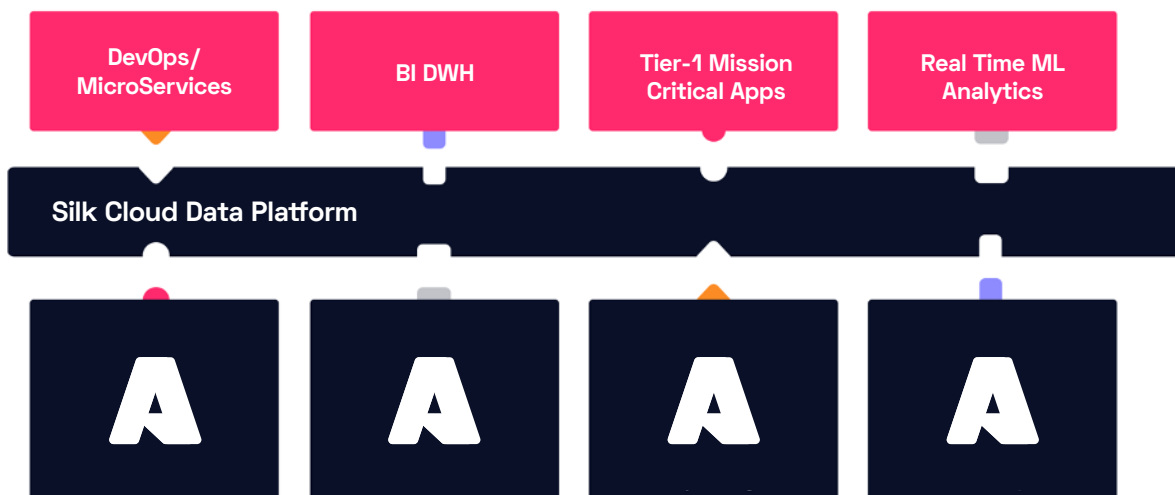 DevOps/
MicroServices
BI DWH
Tier-1 Mission
Critical Apps
Real Time ML
Analytics
Silk Cloud Data Platform
A
A
A
A